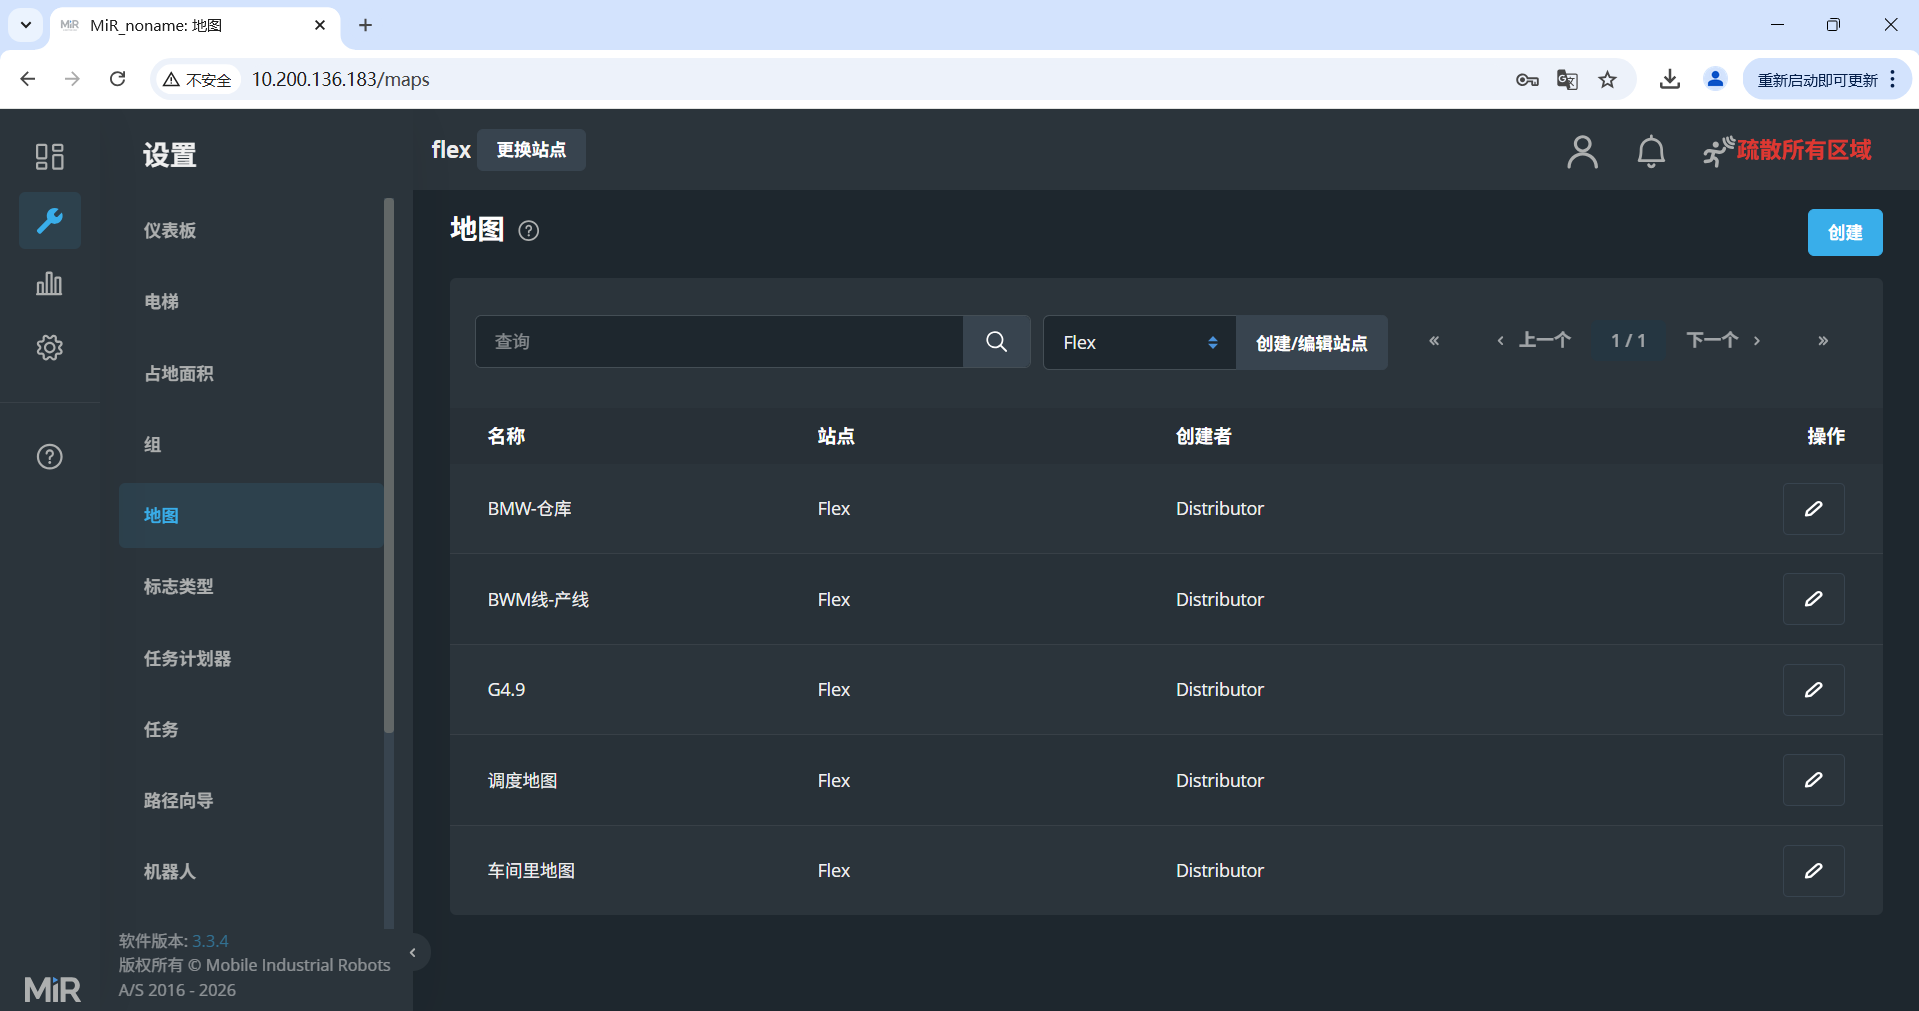 MiR MiR_noname: 地图
不安全 10.200.136.183/maps
重新启动即可更新
设置
flex 更换站点
疏散所有区域
仪表板
电梯
占地面积
组
地图
标志类型
任务计划器
任务
路径向导
机器人
软件版本: 3.3.4
版权所有 © Mobile Industrial Robots
A/S 2016 - 2026
MiR
地图
创建
查询
Flex
创建/编辑站点
« ‹ 上一个 1 / 1 下一个 › »
名称 站点 创建者 操作
BMW-仓库 Flex Distributor
BWM线-产线 Flex Distributor
G4.9 Flex Distributor
调度地图 Flex Distributor
车间里地图 Flex Distributor